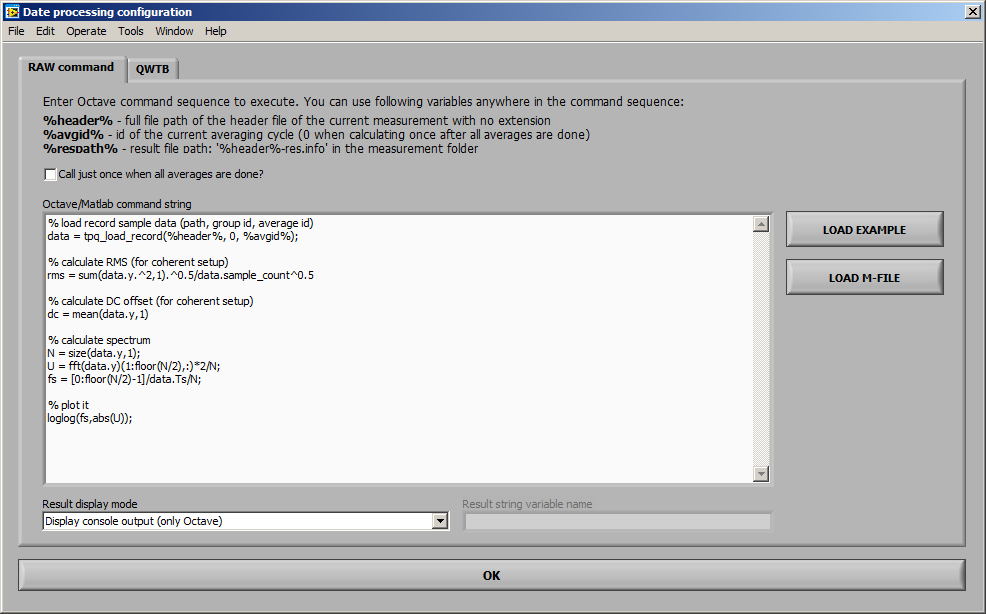 Date processing configuration
File Edit Operate Tools Window Help
RAW command QWTB
Enter Octave command sequence to execute. You can use following variables anywhere in the command sequence:
%header% - full file path of the header file of the current measurement with no extension
%avgid% - id of the current averaging cycle (0 when calculating once after all averages are done)
%respath% - result file path: '%header%-res.info' in the measurement folder
Call just once when all averages are done?
Octave/Matlab command string
% load record sample data (path, group id, average id)
data = tpq_load_record(%header%, 0, %avgid%);
% calculate RMS (for coherent setup)
rms = sum(data.y.^2,1).^0.5/data.sample_count^0.5
% calculate DC offset (for coherent setup)
dc = mean(data.y,1)
% calculate spectrum
N = size(data.y,1);
U = fft(data.y)(1:floor(N/2),:)*2/N;
fs = [0:floor(N/2)-1]/data.Ts/N;
% plot it
loglog(fs,abs(U));
LOAD EXAMPLE
LOAD M-FILE
Result display mode
Display console output (only Octave)
Result string variable name
OK